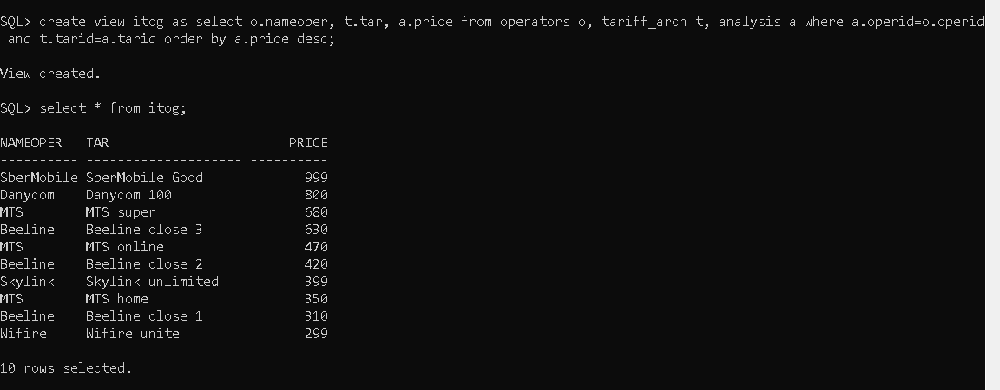 SQL> create view itog as select o.nameoper, t.tar, a.price from operators o, tariff_arch t, analysis a where a.operid=o.operid
 and t.tarid=a.tarid order by a.price desc;
View created.
SQL> select * from itog;
NAMEOPER   TAR                       PRICE
---------- -------------------- ----------
SberMobile SberMobile Good             999
Danycom    Danycom 100                 800
MTS        MTS super                   680
Beeline    Beeline close 3             630
MTS        MTS online                  470
Beeline    Beeline close 2             420
Skylink    Skylink unlimited           399
MTS        MTS home                    350
Beeline    Beeline close 1             310
Wifire     Wifire unite                299
10 rows selected.